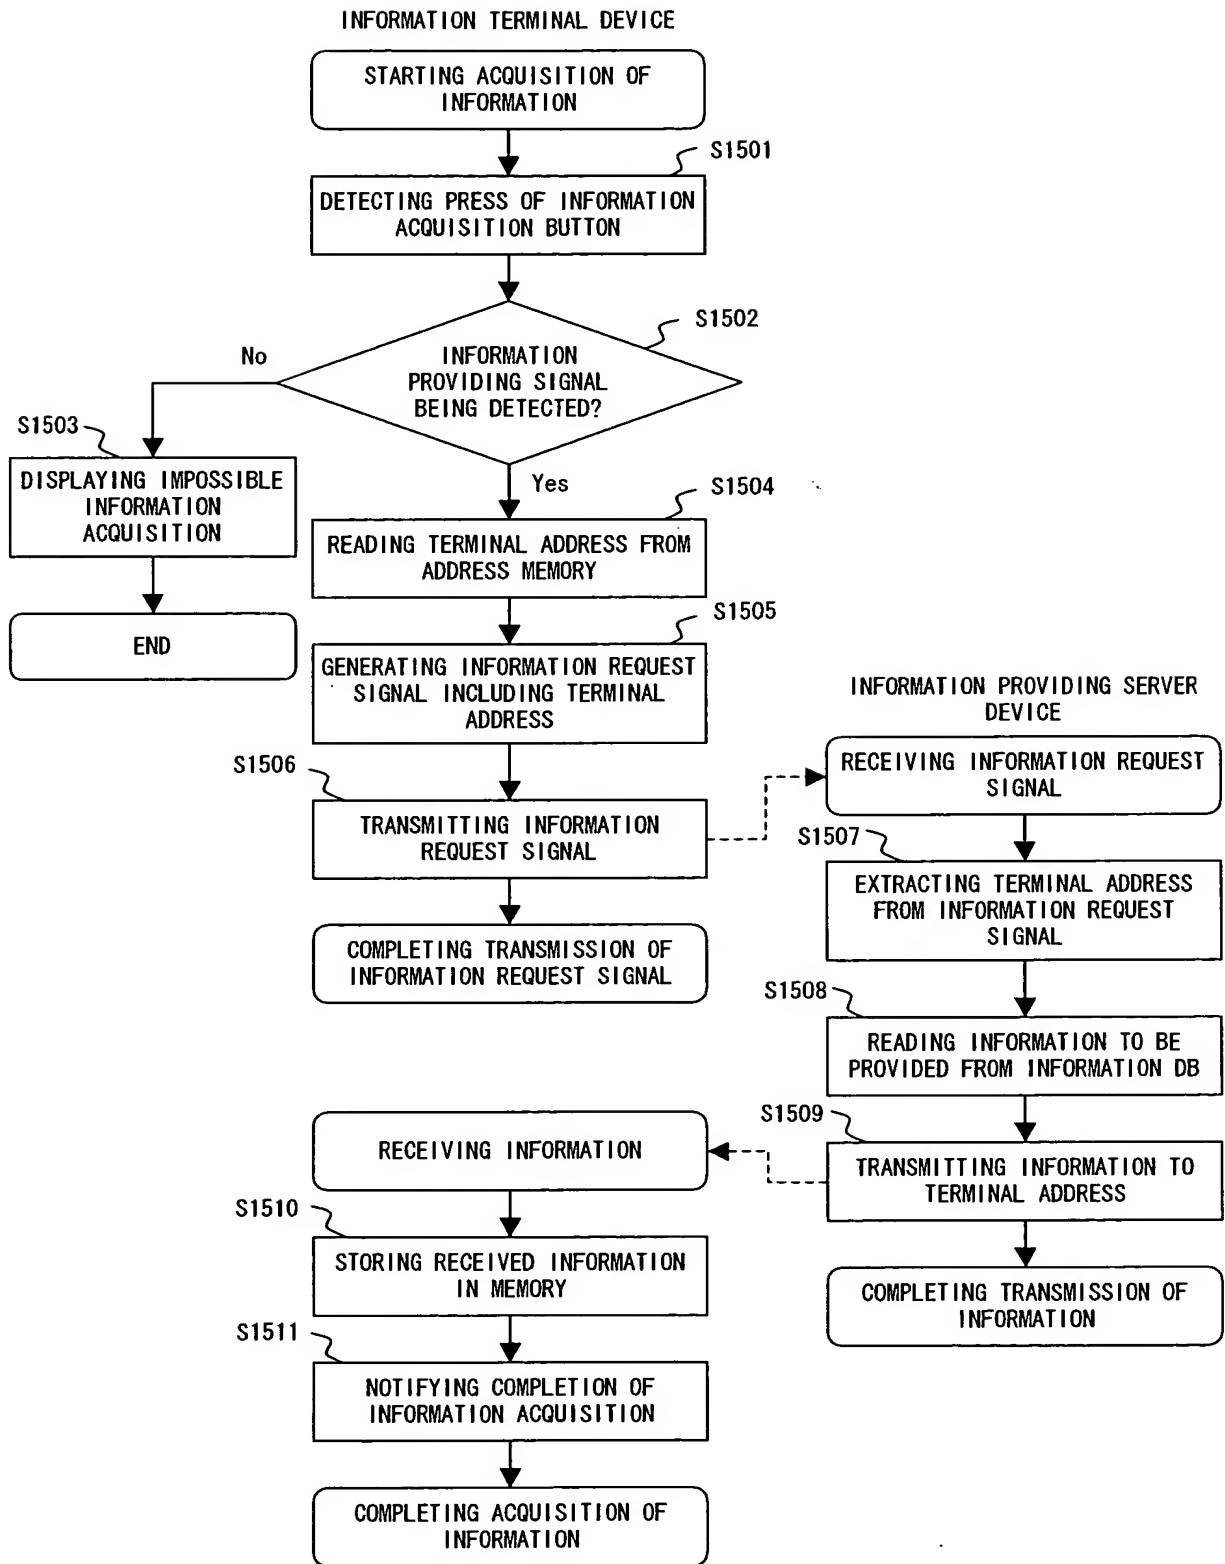 INFORMATION TERMINAL DEVICE
STARTING ACQUISITION OF
INFORMATION
S1501
DETECTING PRESS OF INFORMATION
ACQUISITION BUTTON
S1502
INFORMATION
PROVIDING SIGNAL
BEING DETECTED?
No
S1503
DISPLAYING IMPOSSIBLE
INFORMATION
ACQUISITION
END
Yes
S1504
READING TERMINAL ADDRESS FROM
ADDRESS MEMORY
S1505
GENERATING INFORMATION REQUEST
SIGNAL INCLUDING TERMINAL
ADDRESS
S1506
TRANSMITTING INFORMATION
REQUEST SIGNAL
COMPLETING TRANSMISSION OF
INFORMATION REQUEST SIGNAL
INFORMATION PROVIDING SERVER
DEVICE
RECEIVING INFORMATION REQUEST
SIGNAL
S1507
EXTRACTING TERMINAL ADDRESS
FROM INFORMATION REQUEST
SIGNAL
S1508
READING INFORMATION TO BE
PROVIDED FROM INFORMATION DB
S1509
TRANSMITTING INFORMATION TO
TERMINAL ADDRESS
COMPLETING TRANSMISSION OF
INFORMATION
RECEIVING INFORMATION
S1510
STORING RECEIVED INFORMATION
IN MEMORY
S1511
NOTIFYING COMPLETION OF
INFORMATION ACQUISITION
COMPLETING ACQUISITION OF
INFORMATION